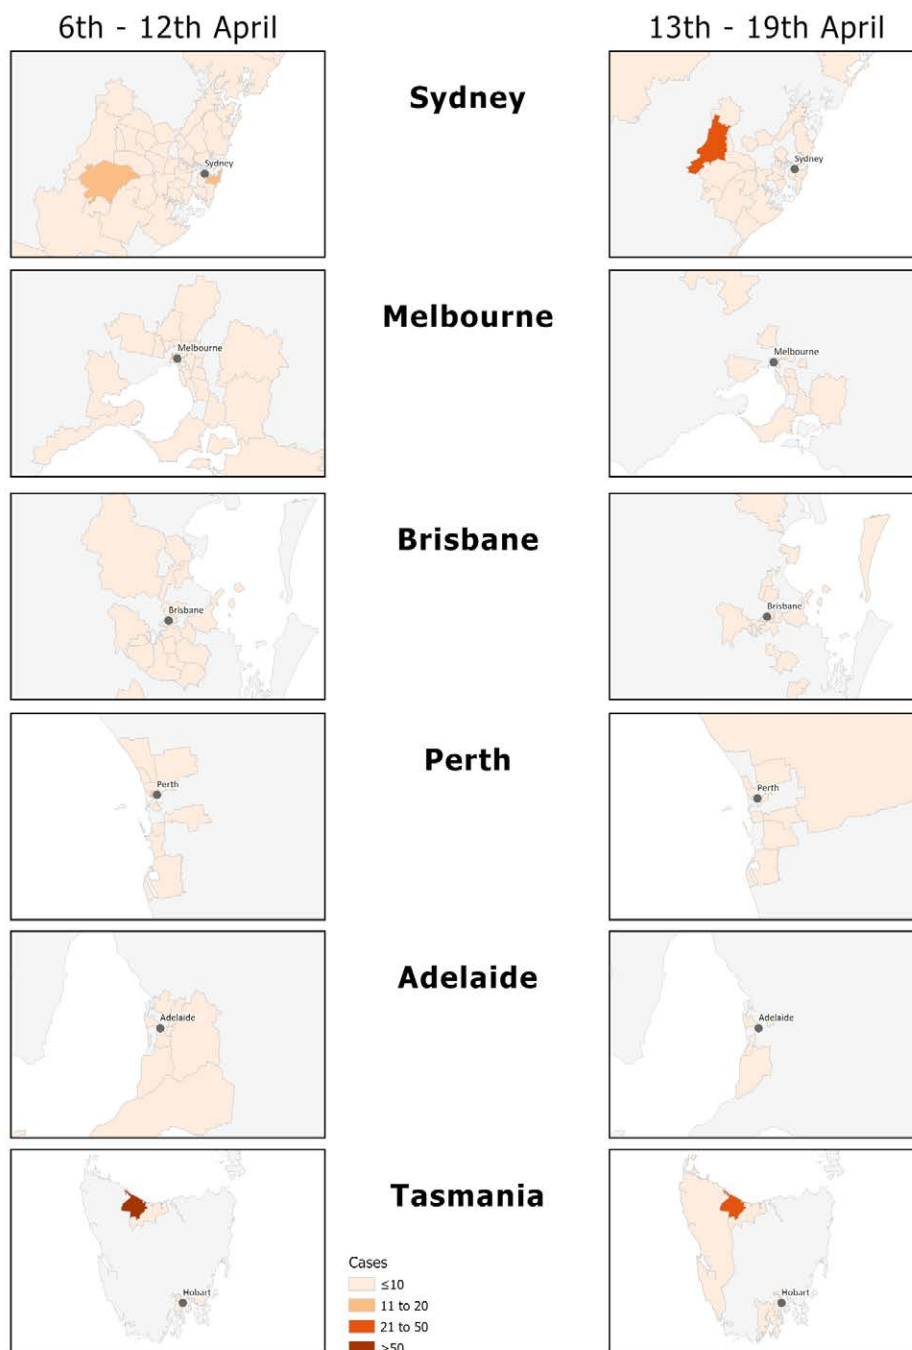 6th - 12th April
13th - 19th April
Sydney
Sydney
Sydney
Melbourne
Melbourne
Melbourne
Brisbane
Brisbane
Brisbane
Perth
Perth
Perth
Adelaide
Adelaide
Adelaide
Tasmania
Hobart
Hobart
Cases
≤10
11 to 20
21 to 50
>50